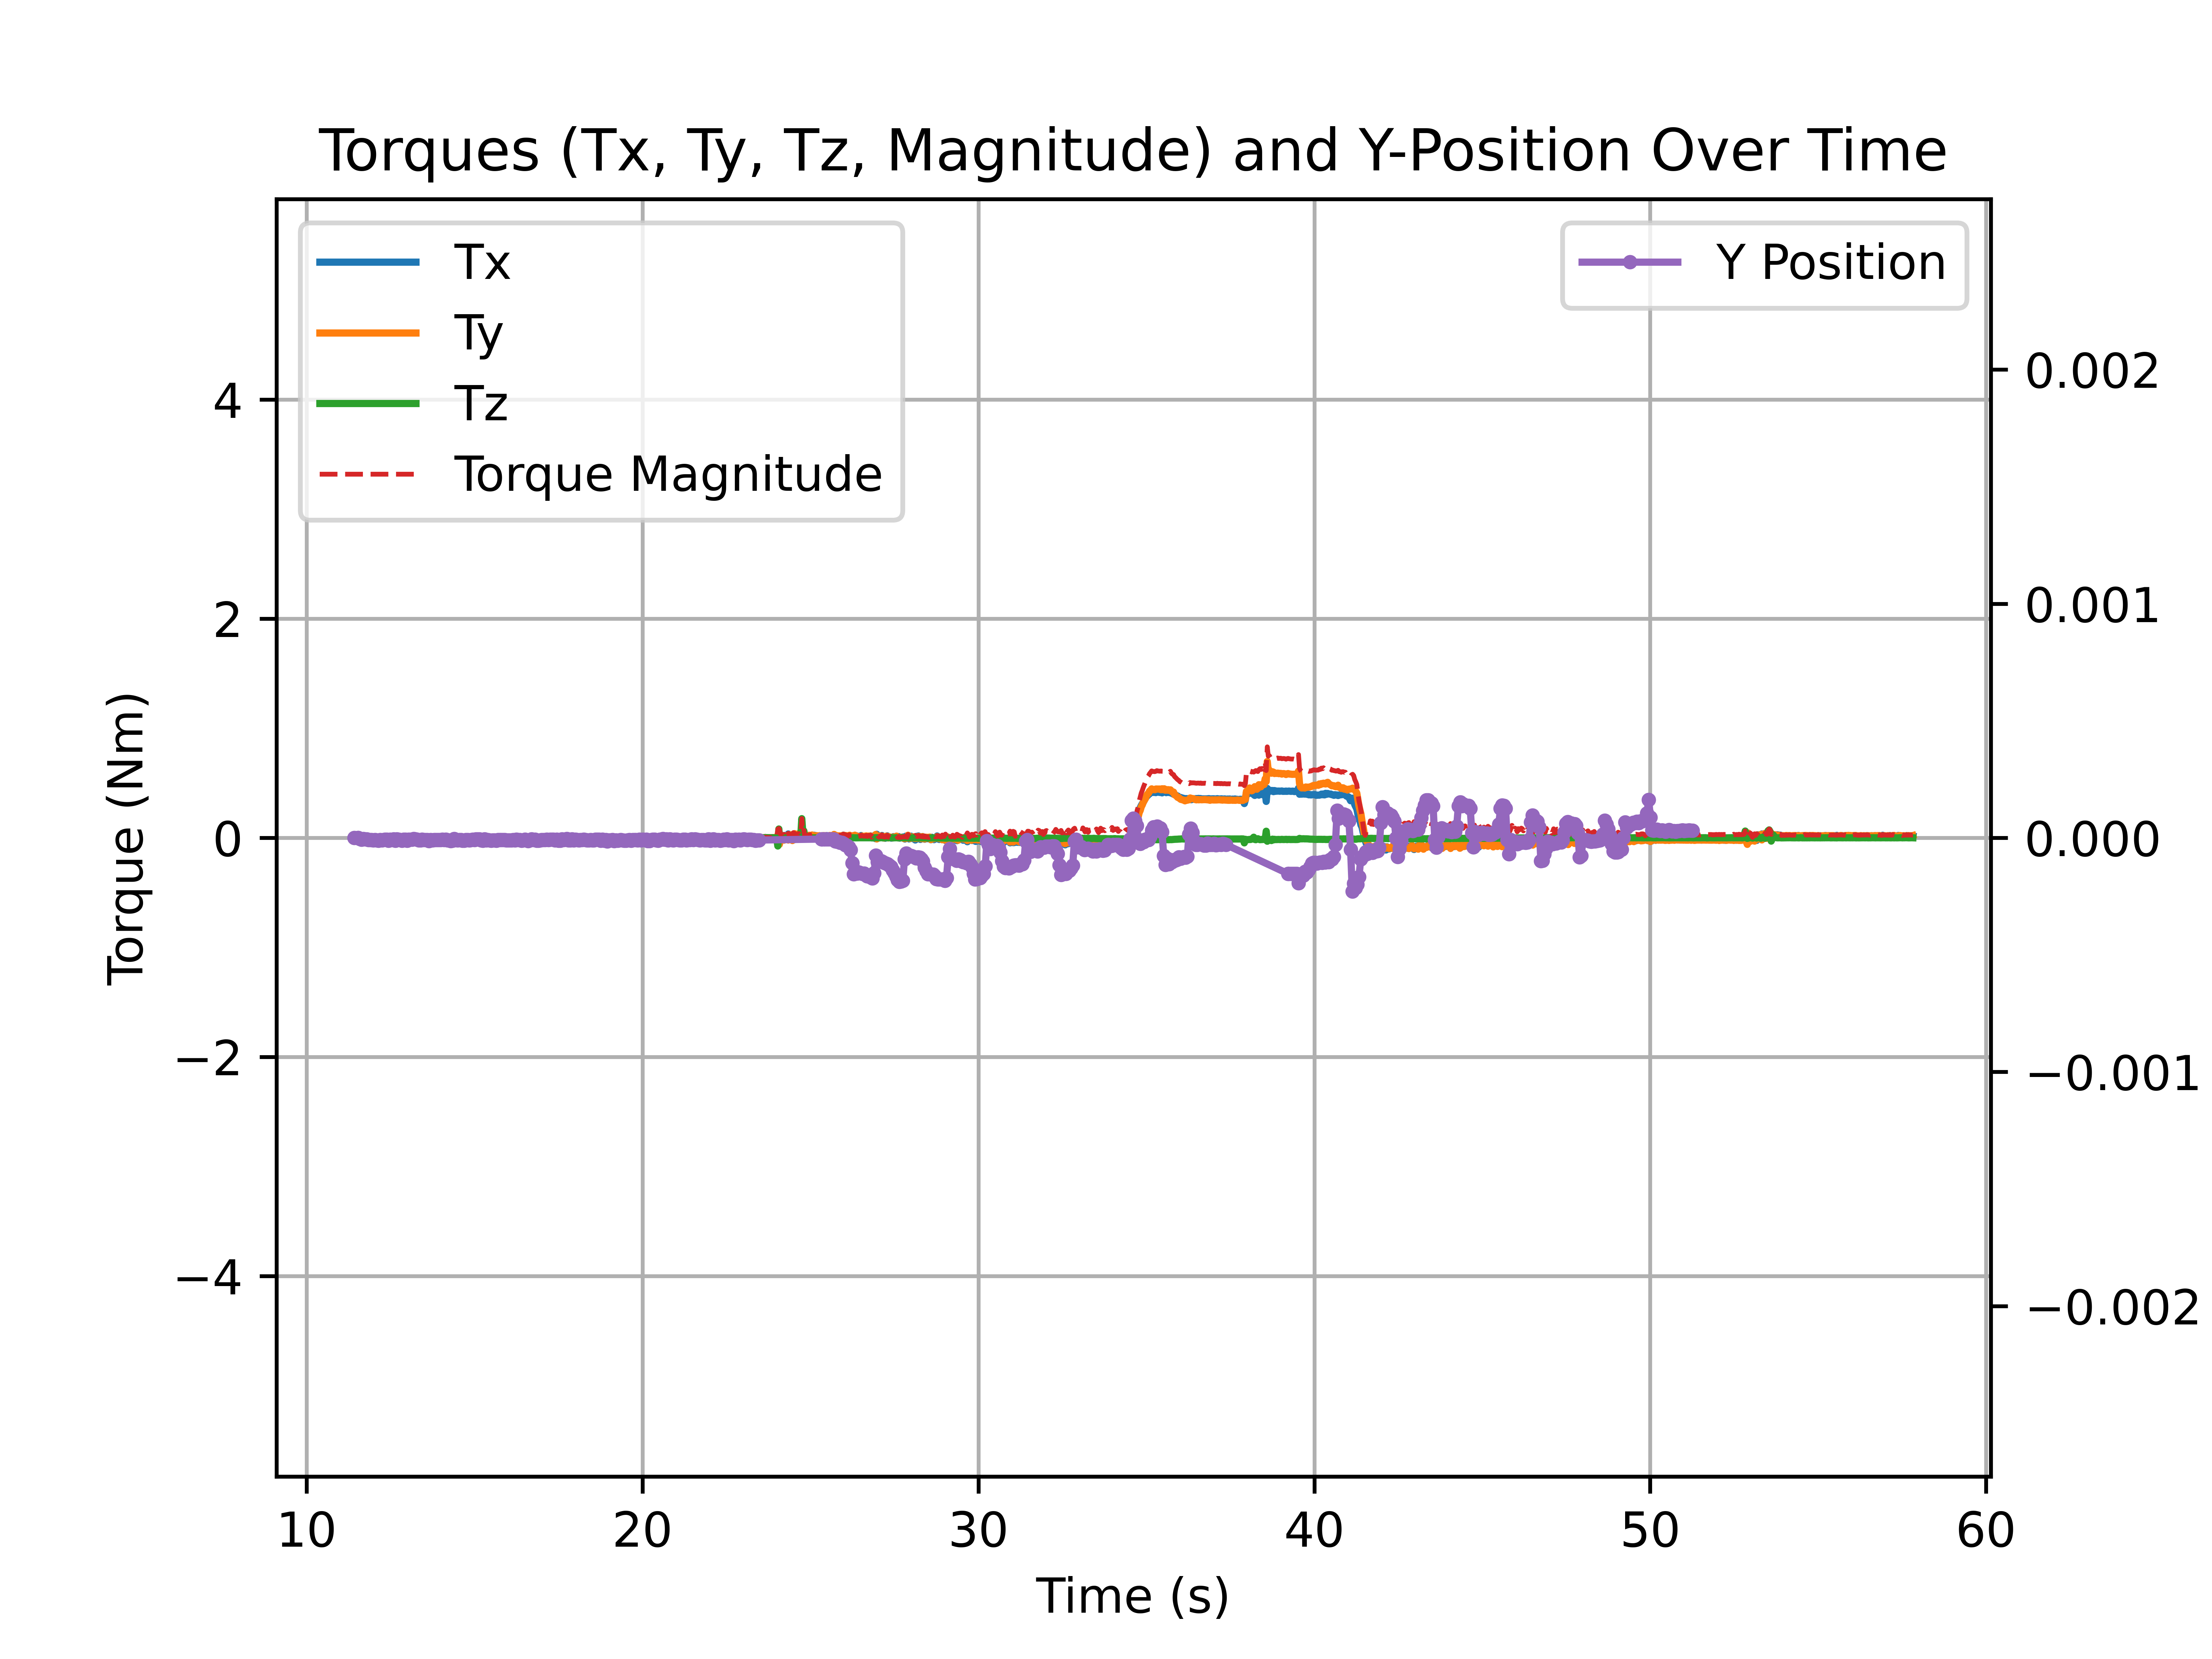 Torques (Tx, Ty, Tz, Magnitude) and Y-Position Over Time
Tx
Ty
Tz
Torque Magnitude
Y Position
4
2
0
−2
−4
Torque (Nm)
0.002
0.001
0.000
−0.001
−0.002
10 20 30 40 50 60
Time (s)